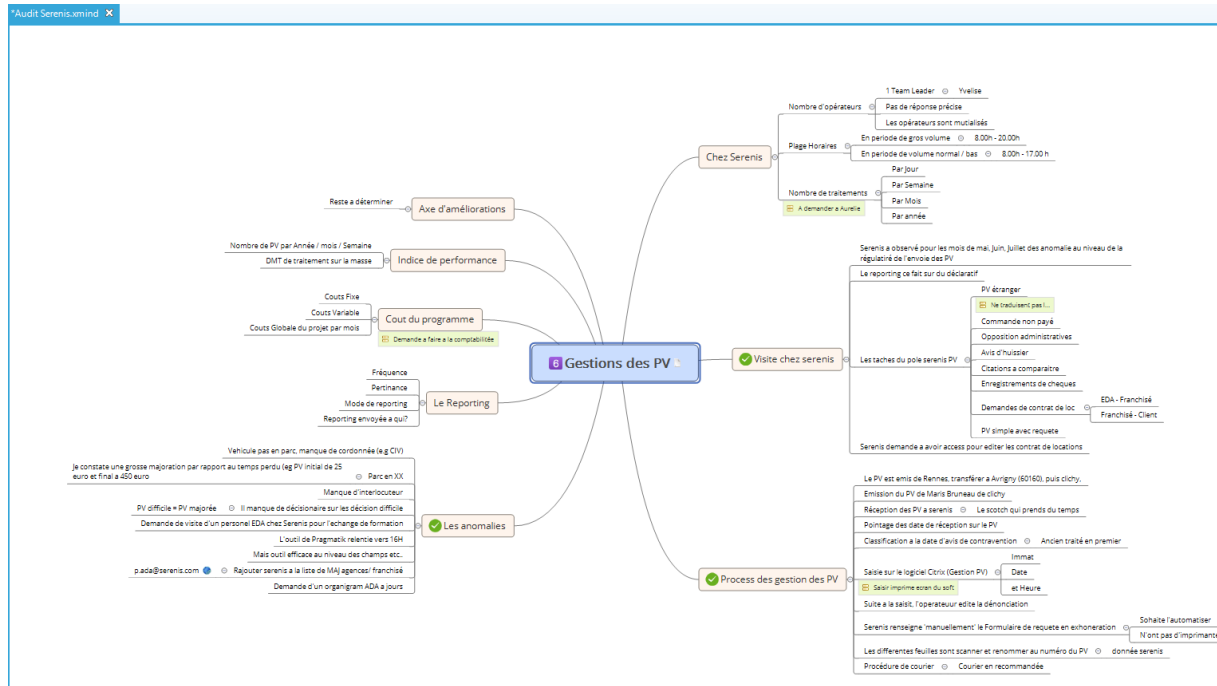 *Audit Serenis.xmind
6 Gestions des PV
Chez Serenis
Nombre d'opérateurs
1 Team Leader
Yvelise
Pas de réponse précise
Les opérateurs sont mutialisés
Plage Horaires
En periode de gros volume
8.00h - 20.00h
En periode de volume normal / bas
8.00h - 17.00 h
Nombre de traitements
A demander a Aurelie
Par Jour
Par Semaine
Par Mois
Par année
Visite chez serenis
Serenis a observé pour les mois de mai, Juin, Juillet des anomalie au niveau de la
régulatiré de l'envoie des PV
Le reporting ce fait sur du déclaratif
Les taches du pole serenis PV
PV étranger
Ne traduisent pas l...
Commande non payé
Opposition administratives
Avis d'huissier
Citations a comparaitre
Enregistrements de cheques
Demandes de contrat de loc
EDA - Franchisé
Franchisé - Client
PV simple avec requete
Serenis demande a avoir access pour editer les contrat de locations
Process des gestion des PV
Le PV est emis de Rennes, transférer a Avrigny (60160), puis clichy,
Emission du PV de Maris Bruneau de clichy
Réception des PV a serenis
Le scotch qui prends du temps
Pointage des date de réception sur le PV
Classification a la date d'avis de contravention
Ancien traité en premier
Saisie sur le logiciel Citrix (Gestion PV)
Saisir imprime ecran du soft
Immat
Date
et Heure
Suite a la saisit, l'operateuur edite la dénonciation
Serenis renseigne 'manuellement' le Formulaire de requete en exhoneration
Sohaite l'automatiser
N'ont pas d'imprimante
Les differentes feuilles sont scanner et renommer au numéro du PV
donnée serenis
Procédure de courier
Courier en recommandée
Axe d'améliorations
Reste a déterminer
Indice de performance
Nombre de PV par Année / mois / Semaine
DMT de traitement sur la masse
Cout du programme
Demande a faire a la comptabilitée
Couts Fixe
Couts Variable
Couts Globale du projet par mois
Le Reporting
Fréquence
Pertinance
Mode de reporting
Reporting envoyée a qui?
Les anomalies
Vehicule pas en parc, manque de cordonnée (e.g CIV)
Je constate une grosse majoration par rapport au temps perdu (eg PV initial de 25
euro et final a 450 euro
Parc en XX
Manque d'interlocuteur
PV difficile = PV majorée
Il manque de décisionaire sur les décision difficile
Demande de visite d'un personel EDA chez Serenis pour l'echange de formation
L'outil de Pragmatik relentie vers 16H
Mais outil efficace au niveau des champs etc..
p.ada@serenis.com
Rajouter serenis a la liste de MAJ agences/ franchisé
Demande d'un organigram ADA a jours